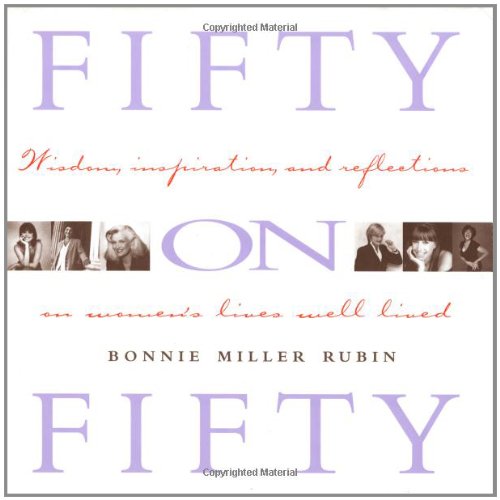 Copyrighted Material
FIFTY
Wisdom, inspiration, and reflections
ON
on women's lives well lived
BONNIE MILLER RUBIN
FIFTY
Copyrighted Material